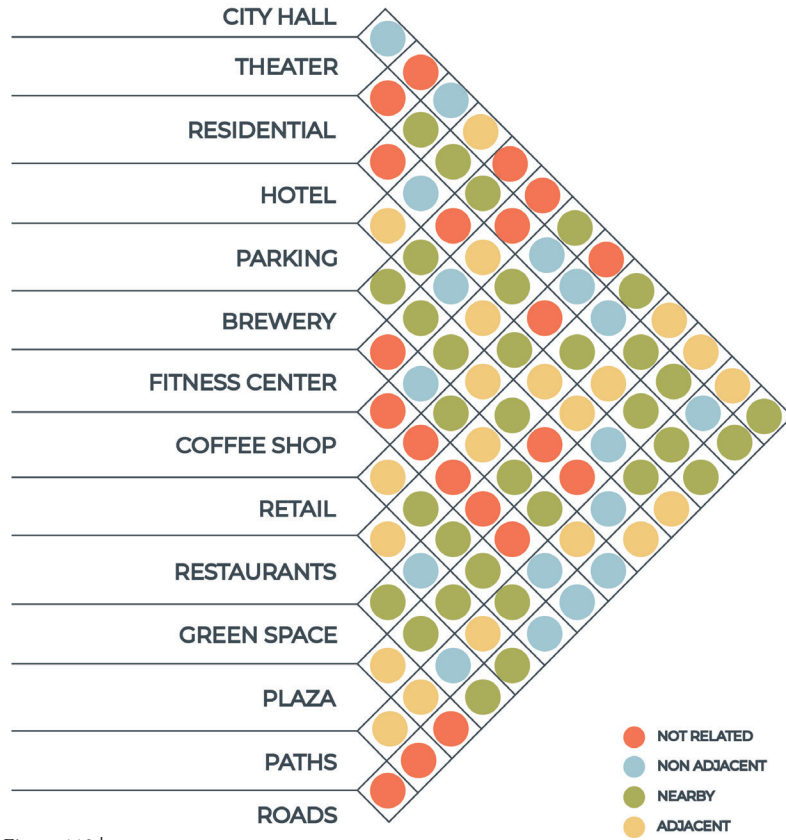 CITY HALL
THEATER
RESIDENTIAL
HOTEL
PARKING
BREWERY
FITNESS CENTER
COFFEE SHOP
RETAIL
RESTAURANTS
GREEN SPACE
PLAZA
PATHS
ROADS
NOT RELATED
NON ADJACENT
NEARBY
ADJACENT